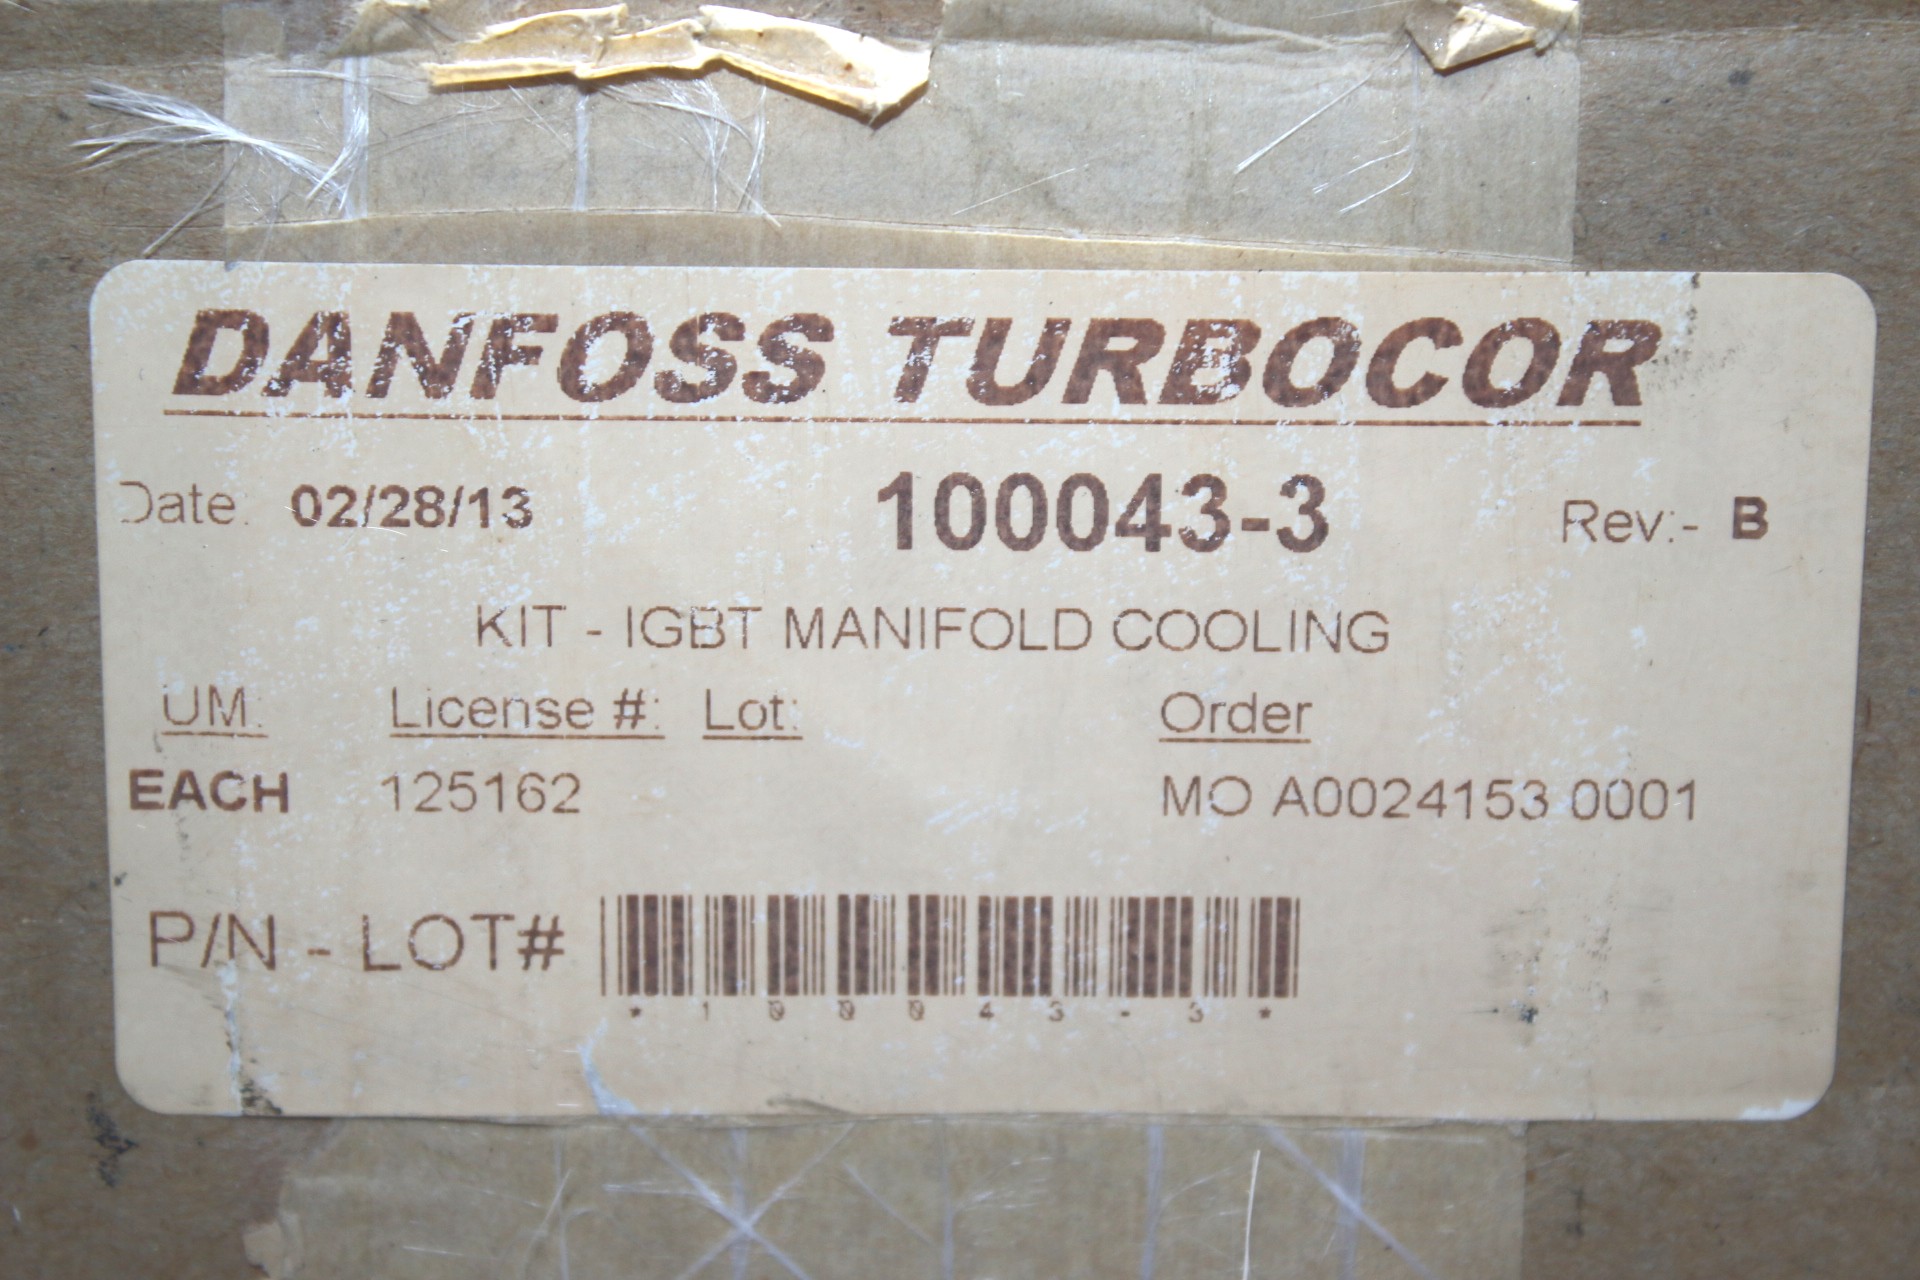 DANFOSS TURBOCOR
Date: 02/28/13 100043-3 Rev:- B
KIT - IGBT MANIFOLD COOLING
UM: License #: Lot: Order
EACH 125162 MO A0024153 0001
P/N - LOT#
*100043-3*